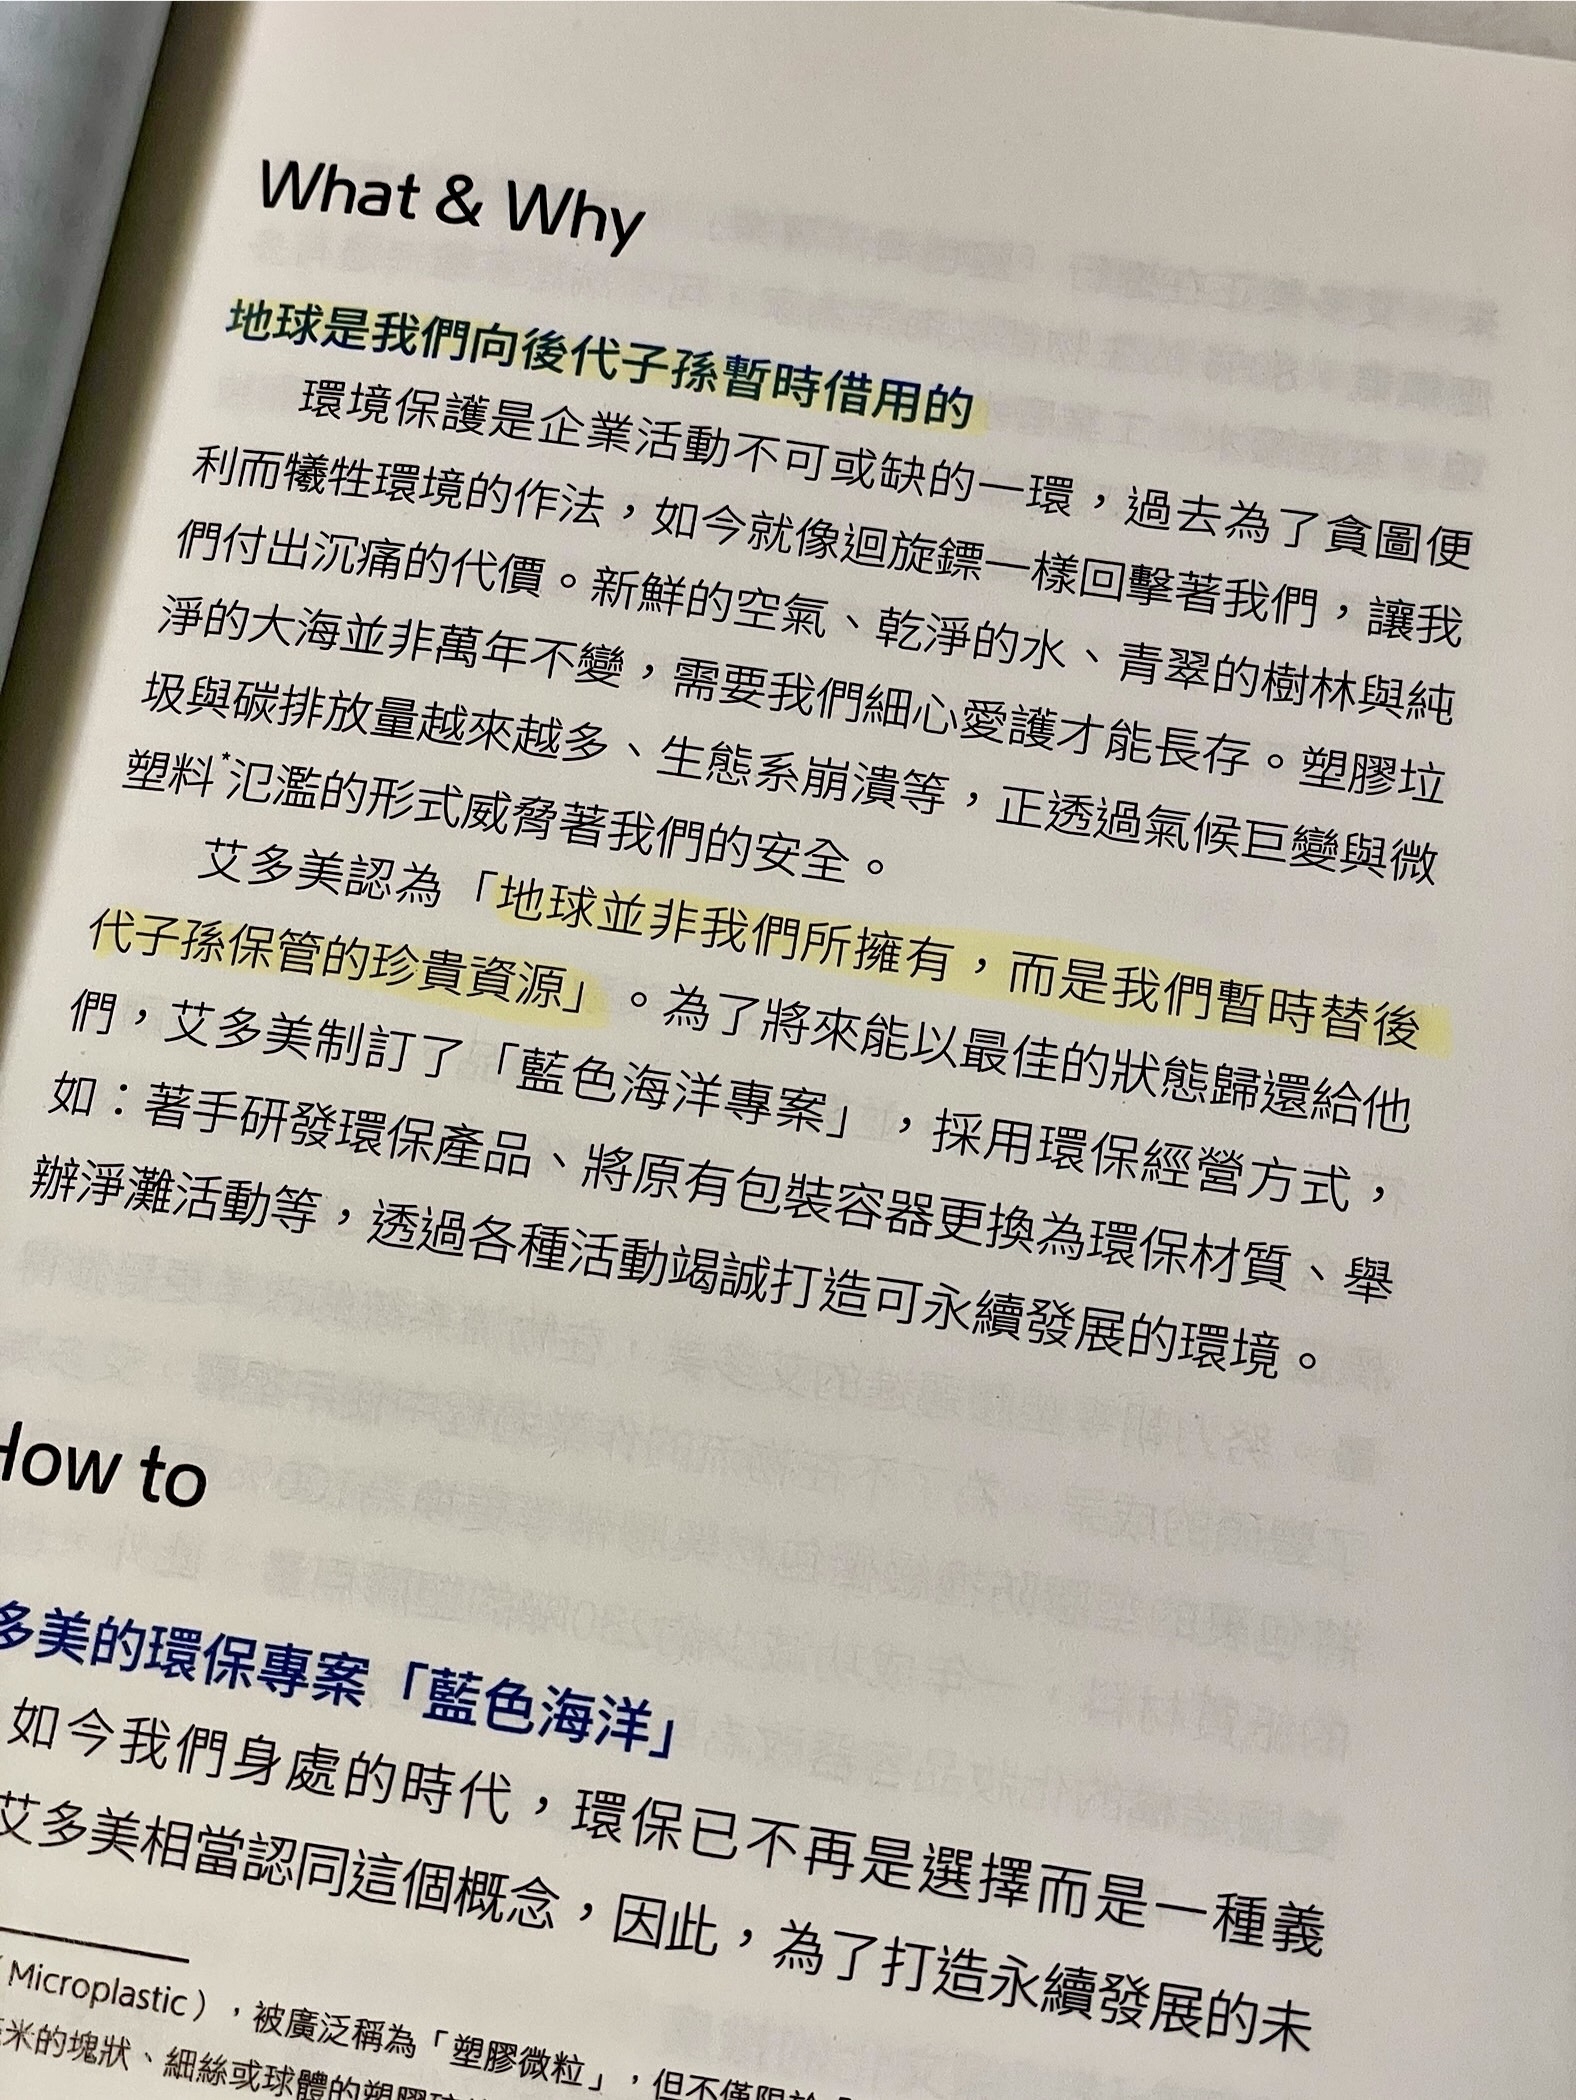 What & Why
地球是我們向後代子孫暫時借用的
環境保護是企業活動不可或缺的一環，過去為了貪圖便
利而犧牲環境的作法，如今就像迴旋鏢一樣回擊著我們，讓我
們付出沉痛的代價。新鮮的空氣、乾淨的水、青翠的樹林與純
淨的大海並非萬年不變，需要我們細心愛護才能長存。塑膠垃
圾與碳排放量越來越多、生態系崩潰等，正透過氣候巨變與微
塑料*氾濫的形式威脅著我們的安全。
艾多美認為「地球並非我們所擁有，而是我們暫時替後
代子孫保管的珍貴資源」。為了將來能以最佳的狀態歸還給他
們，艾多美制訂了「藍色海洋專案」，採用環保經營方式，
如：著手研發環保產品、將原有包裝容器更換為環保材質、舉
辦淨灘活動等，透過各種活動竭誠打造可永續發展的環境。
How to
多美的環保專案「藍色海洋」
如今我們身處的時代，環保已不再是選擇而是一種義
艾多美相當認同這個概念，因此，為了打造永續發展的未
（Microplastic），被廣泛稱為「塑膠微粒」，但不僅限於
米的塊狀、細絲或球體的塑膠